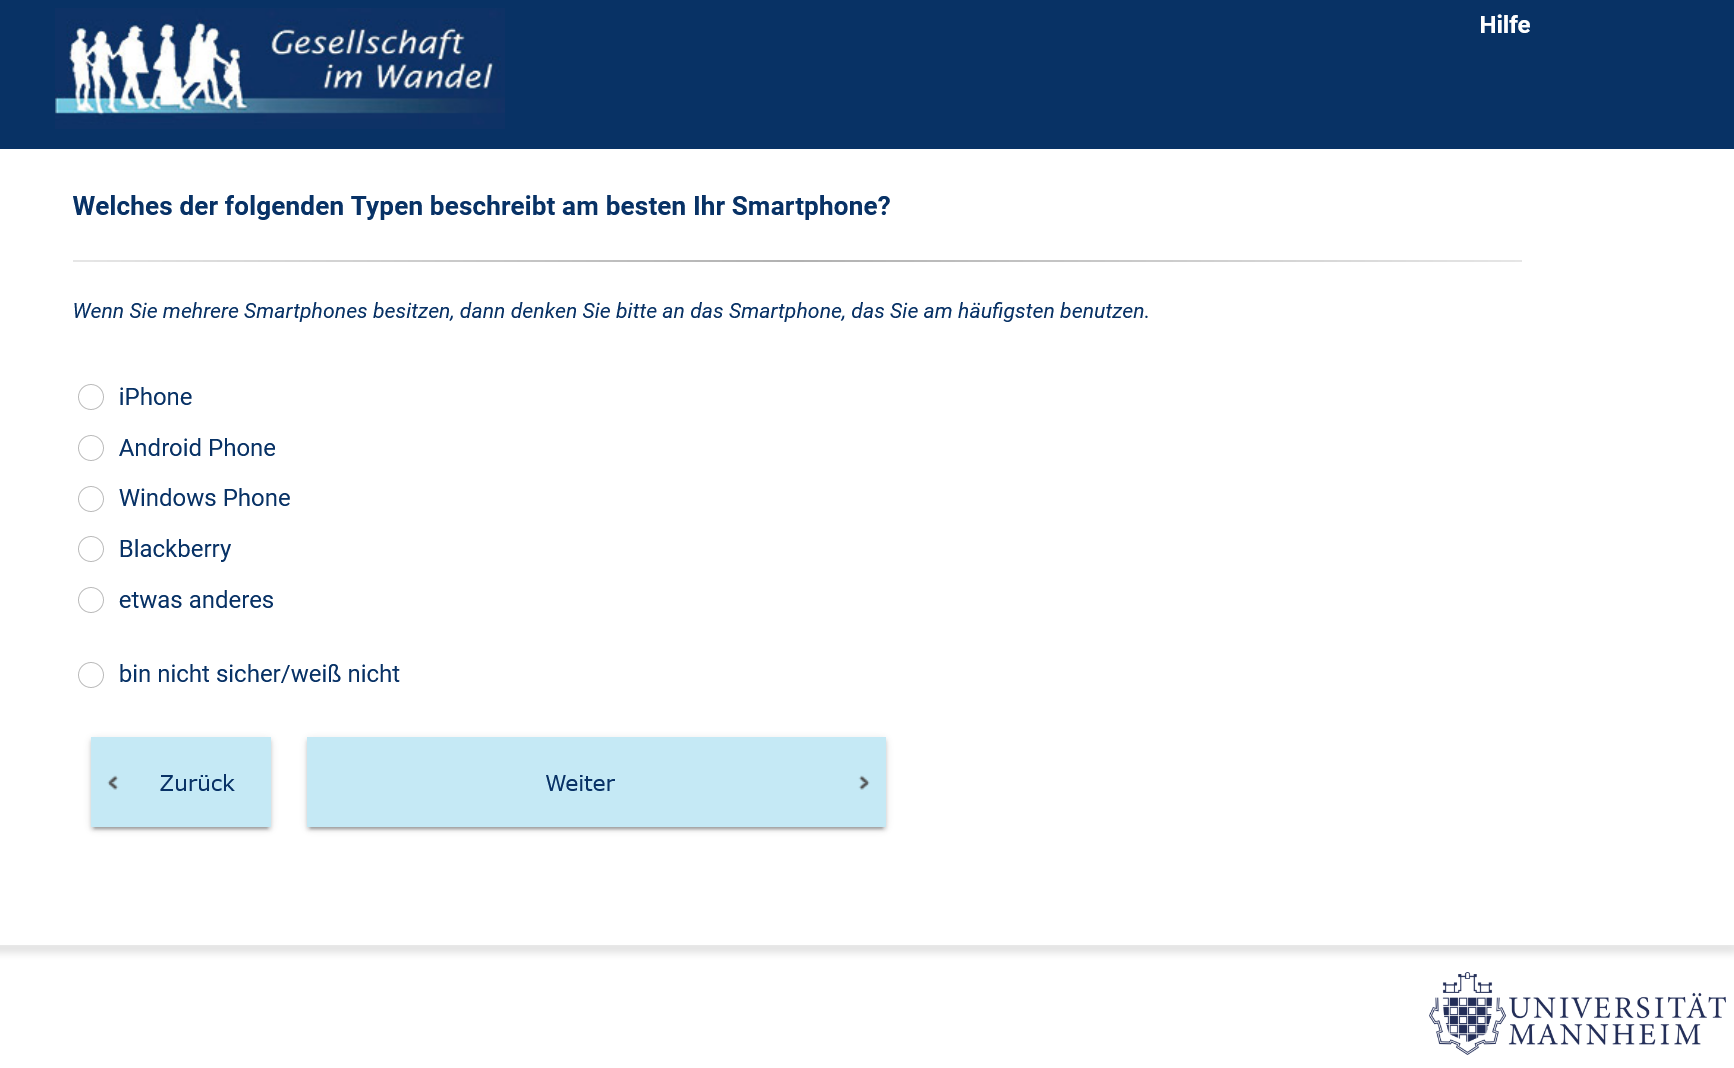 Gesellschaft
im Wandel
Hilfe
Welches der folgenden Typen beschreibt am besten Ihr Smartphone?
Wenn Sie mehrere Smartphones besitzen, dann denken Sie bitte an das Smartphone, das Sie am häufigsten benutzen.
iPhone
Android Phone
Windows Phone
Blackberry
etwas anderes
bin nicht sicher/weiß nicht
Zurück
Weiter
UNIVERSITÄT
MANNHEIM